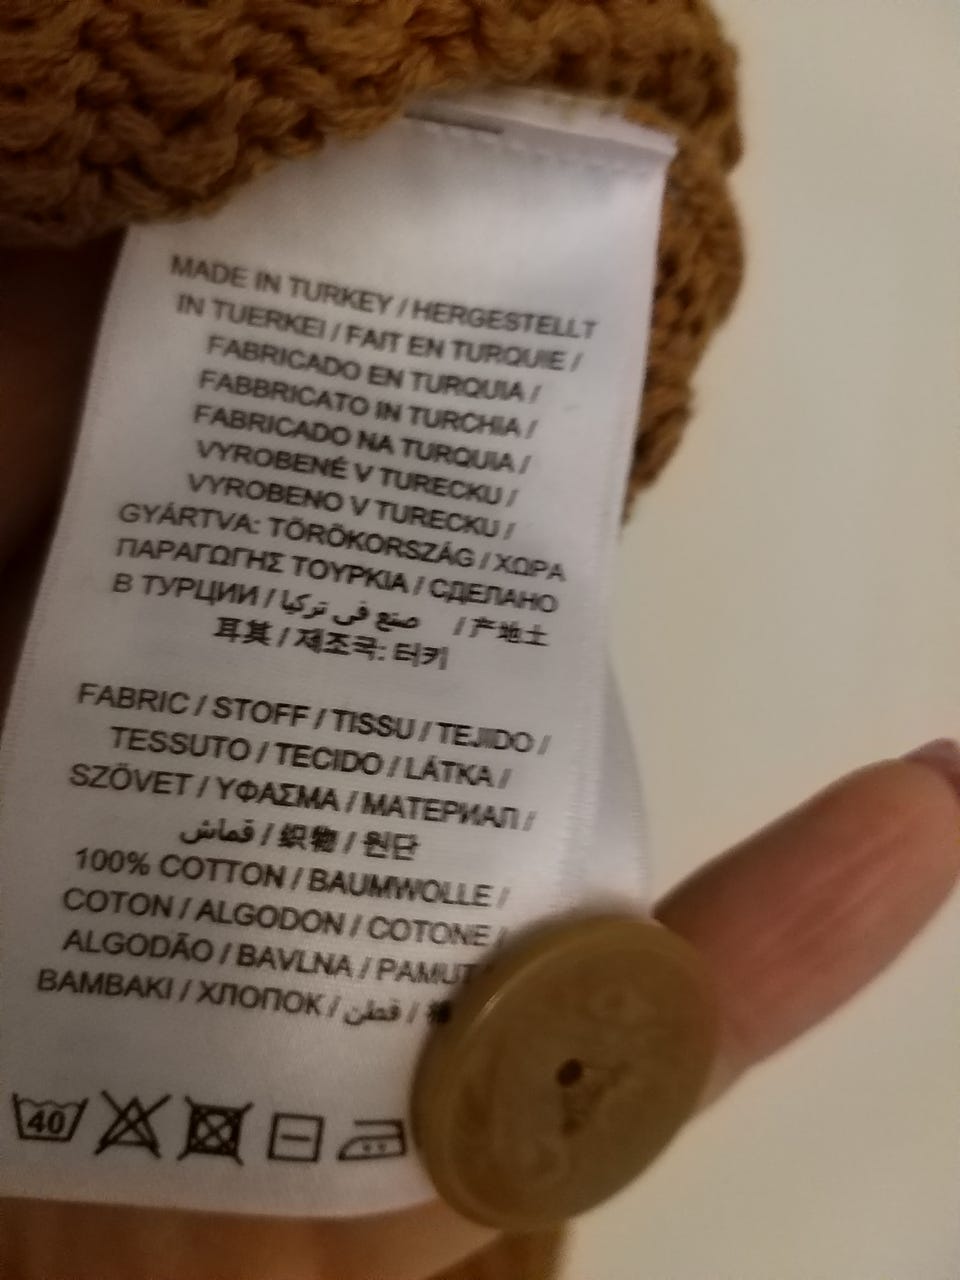 MADE IN TURKEY / HERGESTELLT
IN TUERKEI / FAIT EN TURQUIE /
FABRICADO EN TURQUIA /
FABBRICATO IN TURCHIA /
FABRICADO NA TURQUIA /
VYROBENÉ V TURECKU /
VYROBENO V TURECKU /
GYÁRTVA: TÖRÖKORSZÁG / ΧΩΡΑ
ΠΑΡΑΓΩΓΗΣ ΤΟΥΡΚΙΑ / СДЕЛАНО
В ТУРЦИИ / صنع في تركيا / 产地土
耳其 / 제조국: 터키
FABRIC / STOFF / TISSU / TEJIDO /
TESSUTO / TECIDO / LÁTKA /
SZÖVET / ΥΦΑΣΜΑ / МАТЕРИАЛ /
قماش / 织物 / 원단
100% COTTON / BAUMWOLLE /
COTON / ALGODON / COTONE /
ALGODÃO / BAVLNA / PAMUT
BAMBAKI / ХЛОПОК / قطن /
40